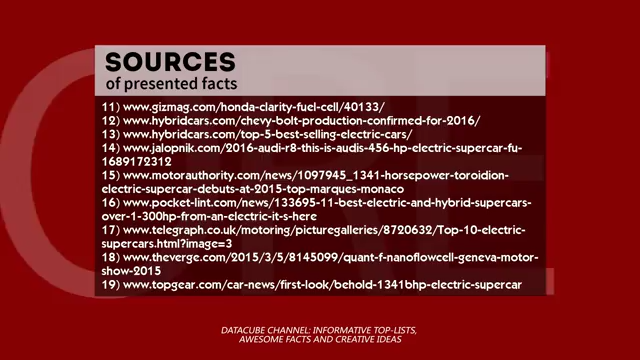 SOURCES
of presented facts
11) www.gizmag.com/honda-clarity-fuel-cell/40133/
12) www.hybridcars.com/chevy-bolt-production-confirmed-for-2016/
13) www.hybridcars.com/top-5-best-selling-electric-cars/
14) www.jalopnik.com/2016-audi-r8-this-is-audis-456-hp-electric-supercar-fu-
1689172312
15) www.motorauthority.com/news/1097945_1341-horsepower-toroidion-
electric-supercar-debuts-at-2015-top-marques-monaco
16) www.pocket-lint.com/news/133695-11-best-electric-and-hybrid-supercars-
over-1-300hp-from-an-electric-it-s-here
17) www.telegraph.co.uk/motoring/picturegalleries/8720632/Top-10-electric-
supercars.html?image=3
18) www.theverge.com/2015/3/5/8145099/quant-f-nanoflowcell-geneva-motor-
show-2015
19) www.topgear.com/car-news/first-look/behold-1341bhp-electric-supercar
DATACUBE CHANNEL: INFORMATIVE TOP-LISTS,
AWESOME FACTS AND CREATIVE IDEAS